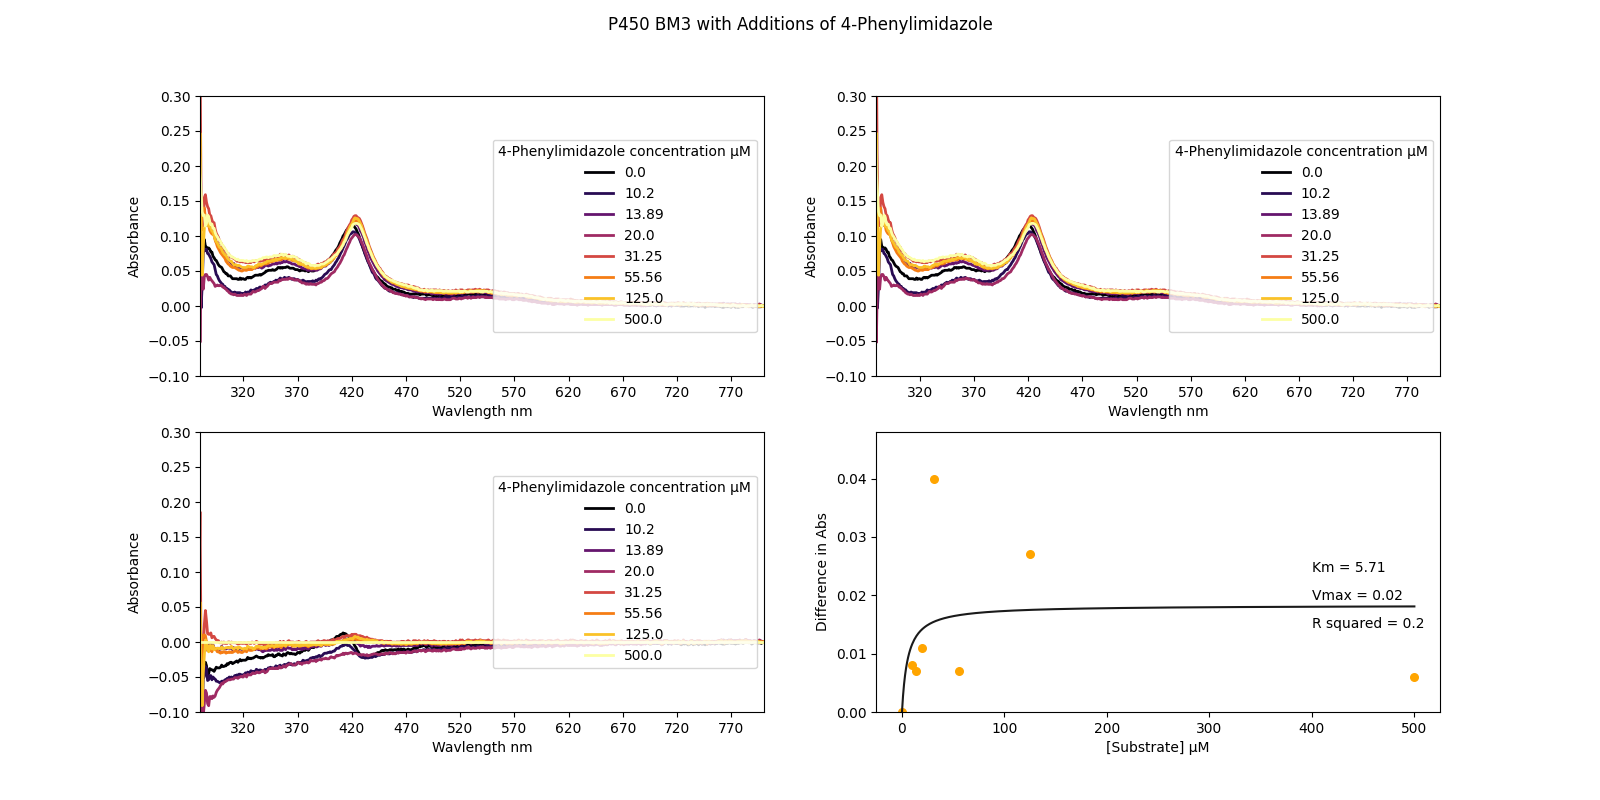 P450 BM3 with Additions of 4-Phenylimidazole
0.30
0.25
0.20
0.15
0.10
0.05
0.00
−0.05
−0.10
Absorbance
320 370 420 470 520 570 620 670 720 770
Wavlength nm
4-Phenylimidazole concentration μM
0.0
10.2
13.89
20.0
31.25
55.56
125.0
500.0
0.30
0.25
0.20
0.15
0.10
0.05
0.00
−0.05
−0.10
Absorbance
320 370 420 470 520 570 620 670 720 770
Wavlength nm
4-Phenylimidazole concentration μM
0.0
10.2
13.89
20.0
31.25
55.56
125.0
500.0
0.30
0.25
0.20
0.15
0.10
0.05
0.00
−0.05
−0.10
Absorbance
320 370 420 470 520 570 620 670 720 770
Wavlength nm
4-Phenylimidazole concentration μM
0.0
10.2
13.89
20.0
31.25
55.56
125.0
500.0
0.04
0.03
0.02
0.01
0.00
Difference in Abs
0 100 200 300 400 500
[Substrate] μM
Km = 5.71
Vmax = 0.02
R squared = 0.2